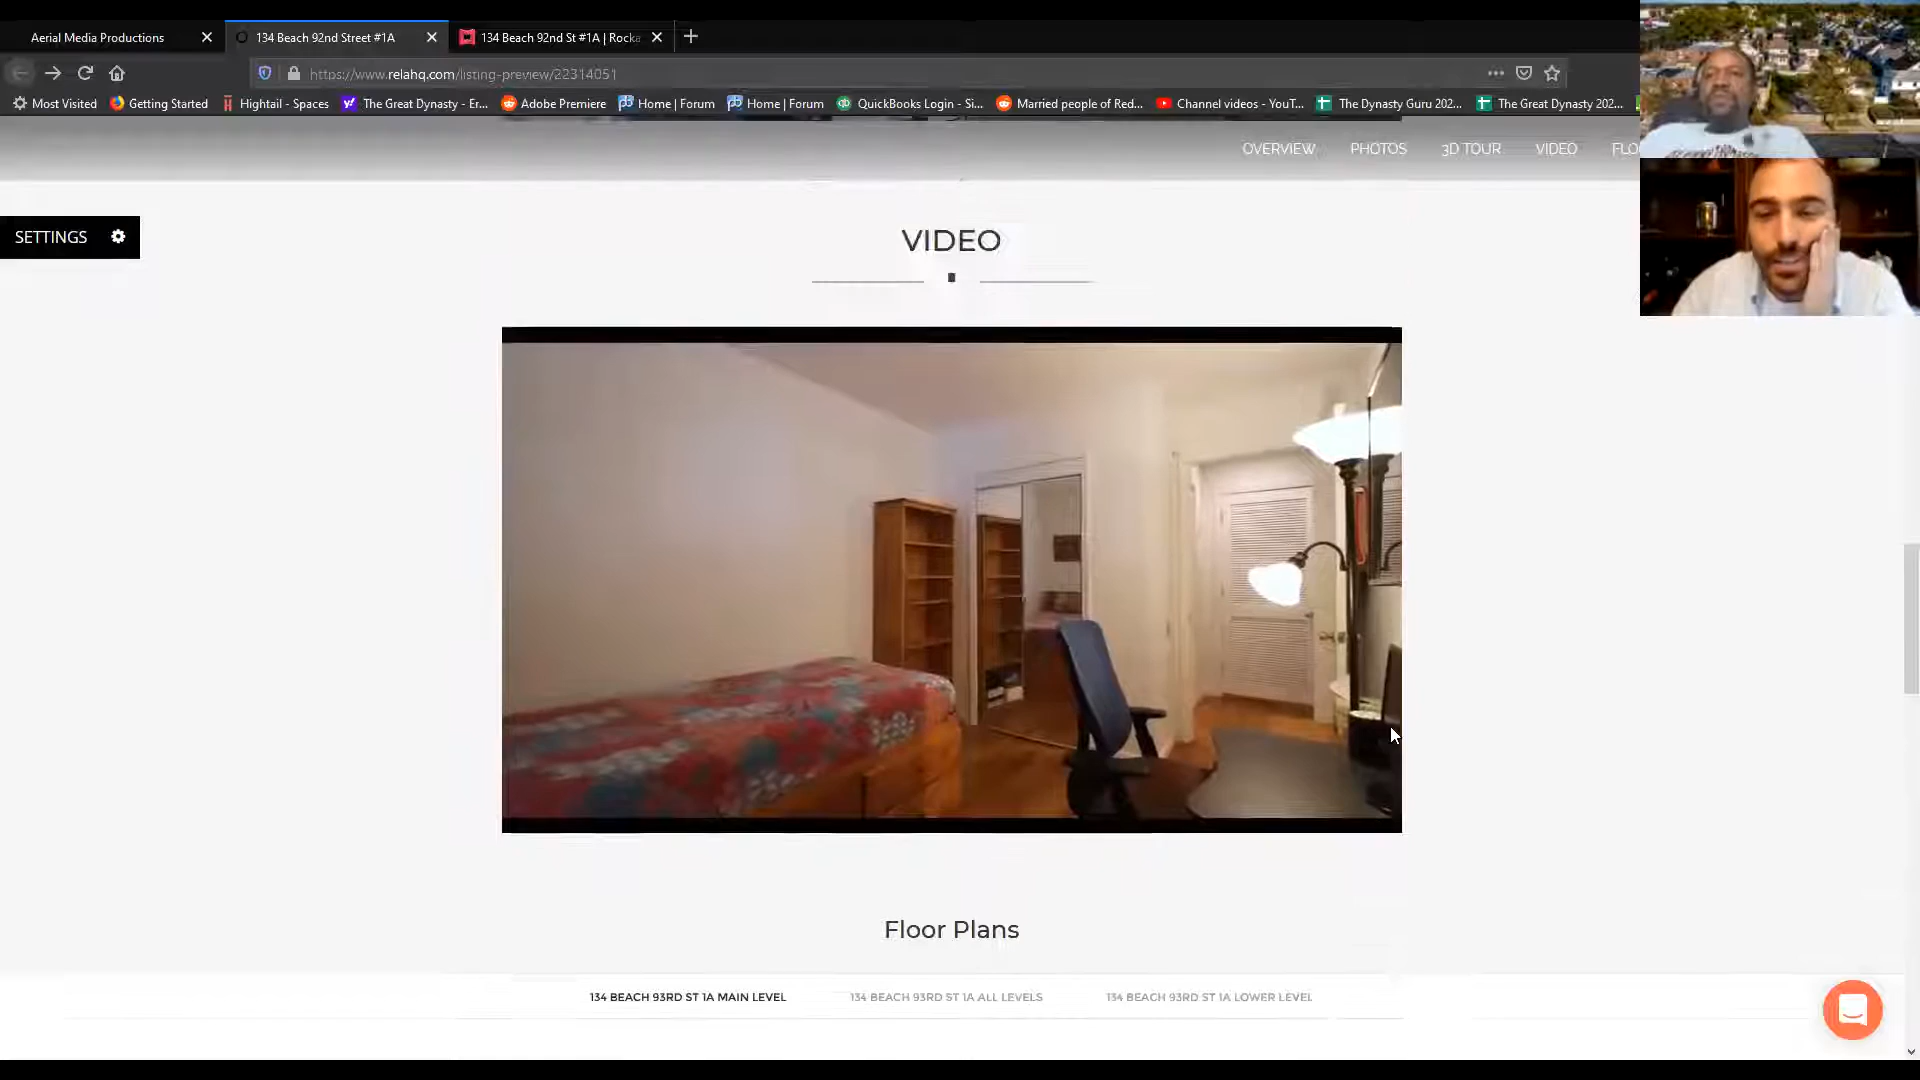 Aerial Media Productions
134 Beach 92nd Street #1A
134 Beach 92nd St #1A | Rocka
https://www.relahq.com/listing-preview/22314051
Most Visited
Getting Started
Hightail - Spaces
The Great Dynasty - Er...
Adobe Premiere
Home | Forum
Home | Forum
QuickBooks Login - Si...
Married people of Red...
Channel videos - YouT...
The Dynasty Guru 202...
The Great Dynasty 202...
OVERVIEW
PHOTOS
3D TOUR
VIDEO
FLO
SETTINGS
VIDEO
Floor Plans
134 BEACH 93RD ST 1A MAIN LEVEL
134 BEACH 93RD ST 1A ALL LEVELS
134 BEACH 93RD ST 1A LOWER LEVEL